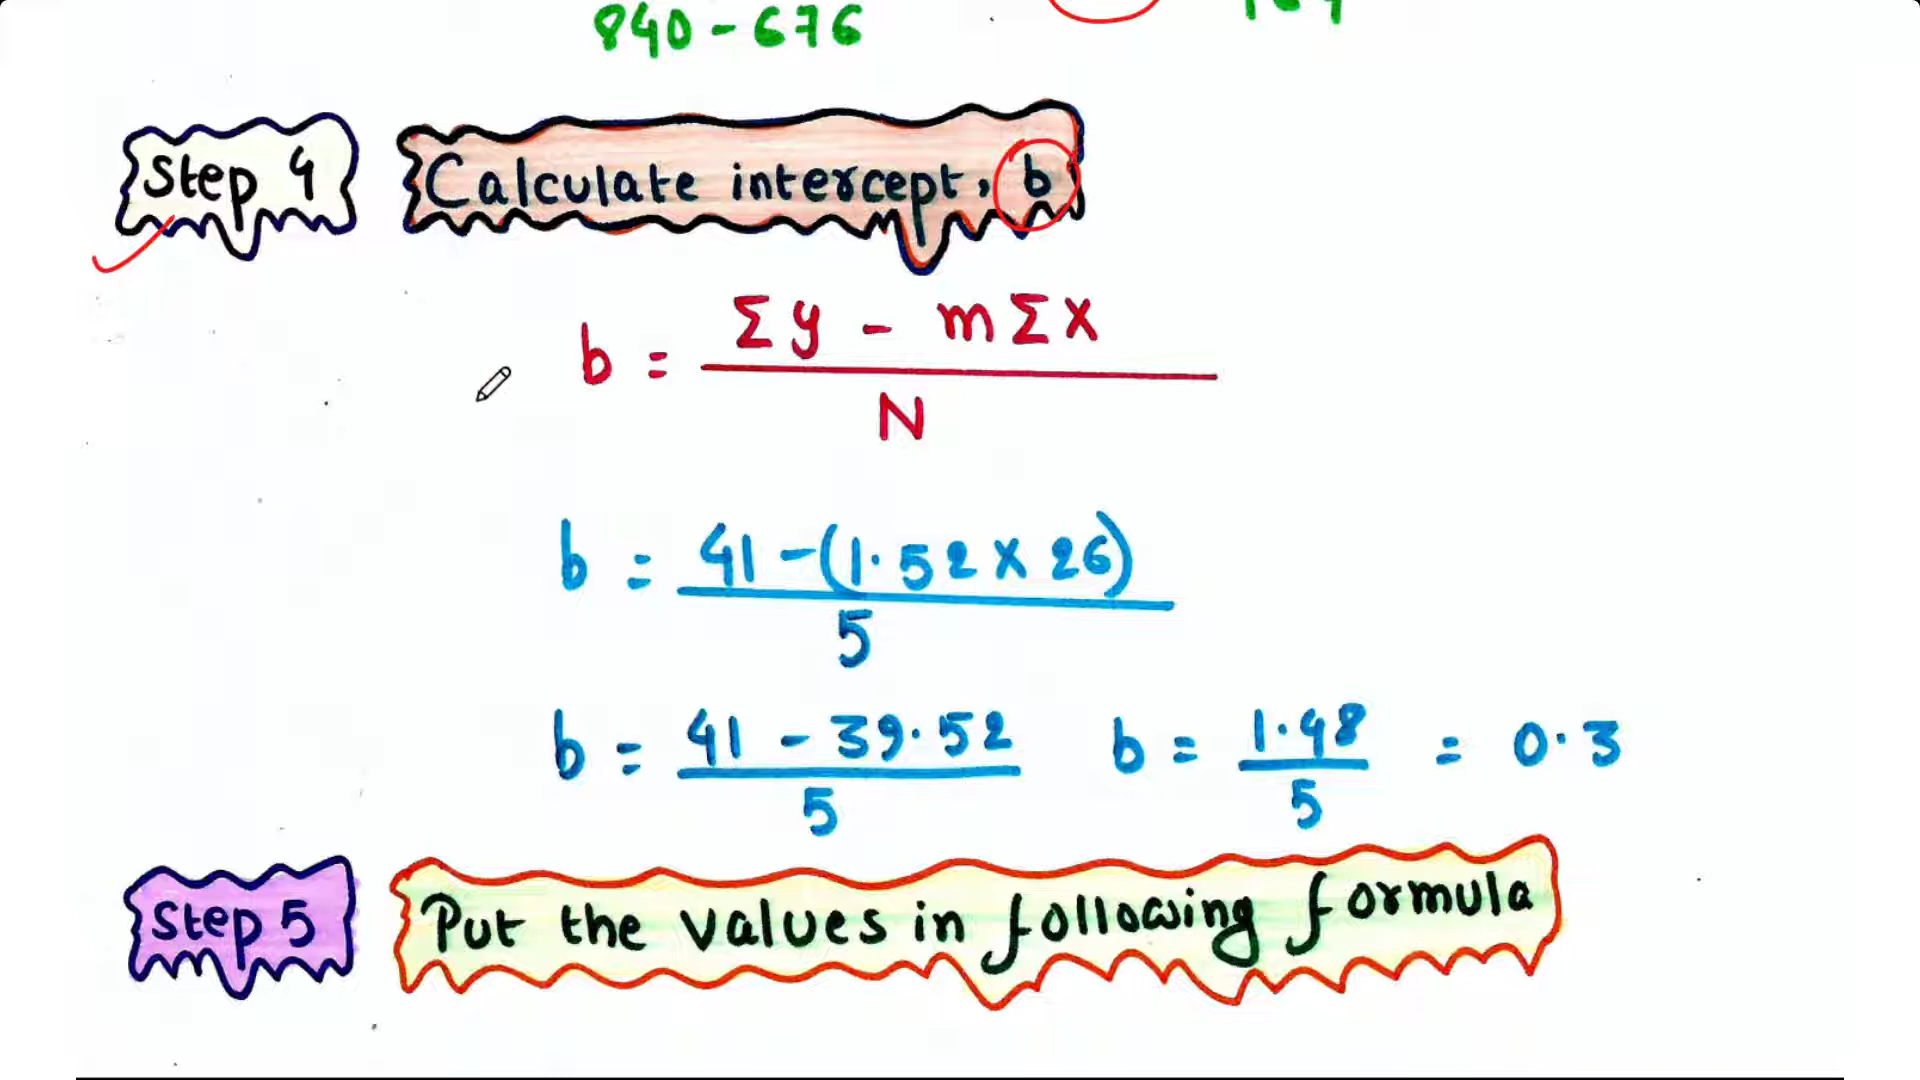 840 - 676
Step 4 Calculate intercept, b
b = Σy - mΣx
N
b = 41 - (1.52 x 26)
5
b = 41 - 39.52 b = 1.48 = 0.3
5 5
Step 5 Put the values in following formula